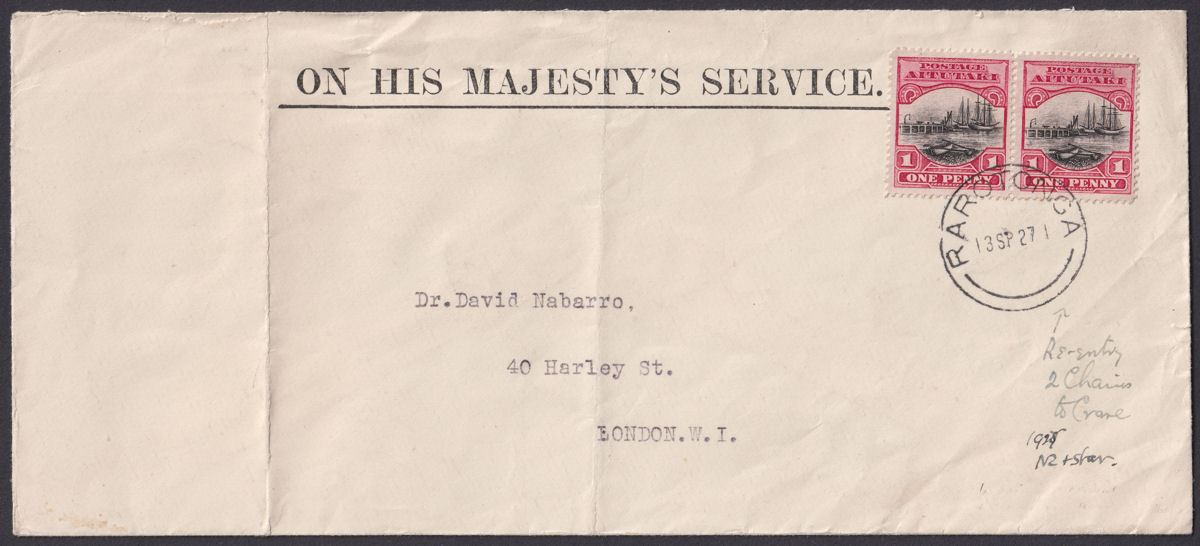 ON HIS MAJESTY'S SERVICE.
POSTAGE
AITUTAKI
1 1
ONE PENNY
POSTAGE
AITUTAKI
1 1
ONE PENNY
RAROTONGA
13 SP 27 1
Dr.David Nabarro,
40 Harley St.
LONDON.W.I.
Re-entry
2 Chains
to Crane
NZ + Star.